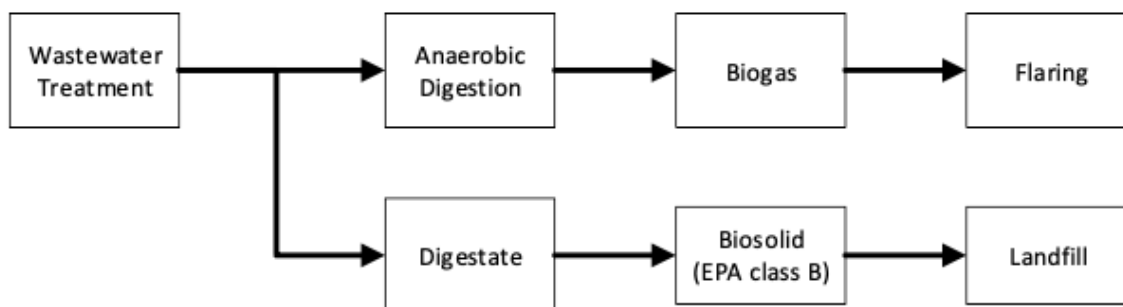 Wastewater
Treatment
Anaerobic
Digestion
Biogas
Flaring
Digestate
Biosolid
(EPA class B)
Landfill